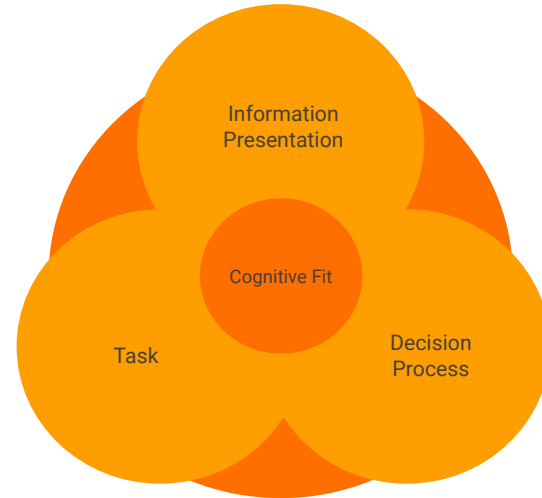 Information
Presentation
Cognitive Fit
Task
Decision
Process